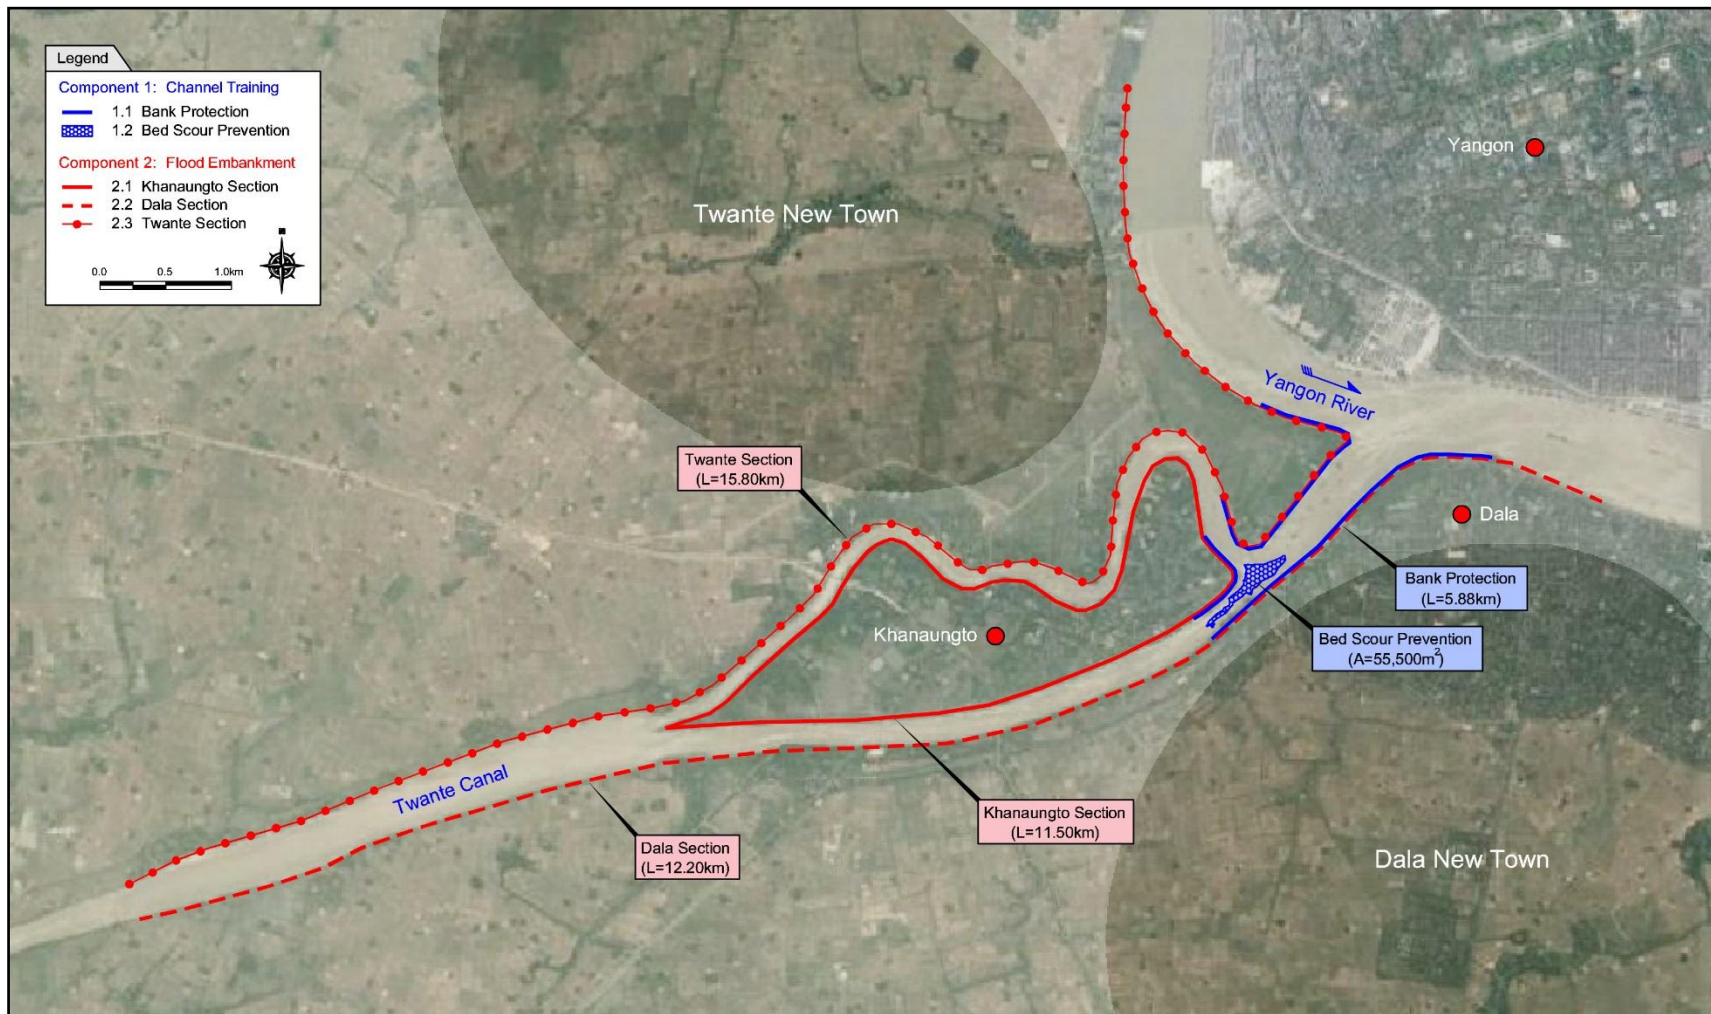 Legend
Component 1: Channel Training
1.1 Bank Protection
1.2 Bed Scour Prevention
Component 2: Flood Embankment
2.1 Khanaungto Section
2.2 Dala Section
2.3 Twante Section
0.0 0.5 1.0km
Yangon
Twante New Town
Yangon River
Twante Section
(L=15.80km)
Dala
Bank Protection
(L=5.88km)
Khanaungto
Bed Scour Prevention
(A=55,500m²)
Twante Canal
Khanaungto Section
(L=11.50km)
Dala Section
(L=12.20km)
Dala New Town